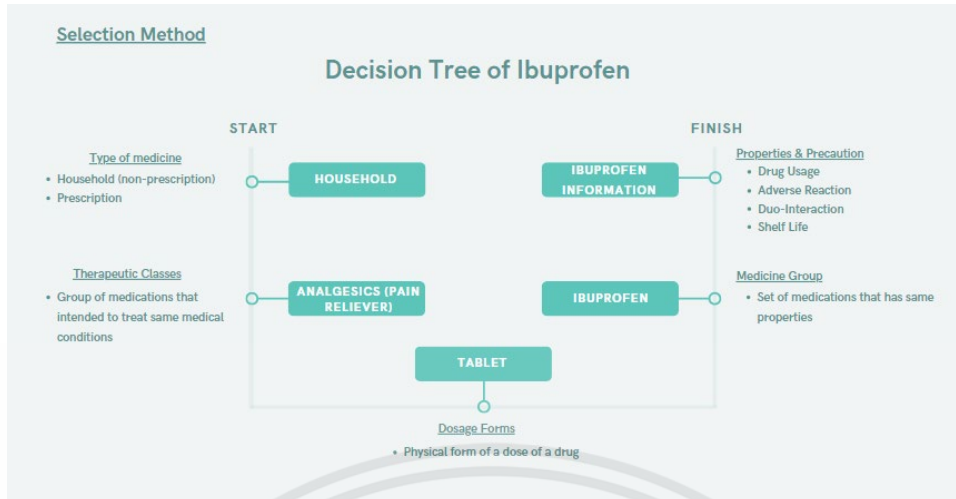 Selection Method
Decision Tree of Ibuprofen
START
Type of medicine
• Household (non-prescription)
• Prescription
HOUSEHOLD
Therapeutic Classes
• Group of medications that
intended to treat same medical
conditions
ANALGESICS (PAIN
RELIEVER)
TABLET
Dosage Forms
• Physical form of a dose of a drug
FINISH
IBUPROFEN
INFORMATION
Properties & Precaution
• Drug Usage
• Adverse Reaction
• Duo-Interaction
• Shelf Life
IBUPROFEN
Medicine Group
• Set of medications that has same
properties